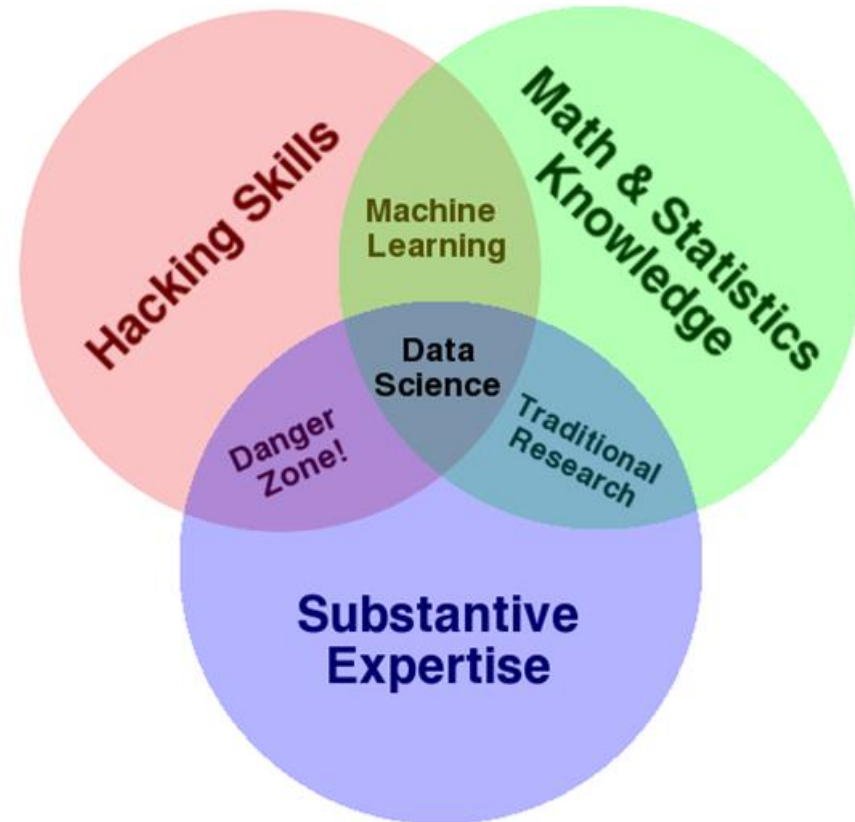 Hacking Skills
Math & Statistics
Knowledge
Machine
Learning
Data
Science
Danger
Zone!
Traditional
Research
Substantive
Expertise